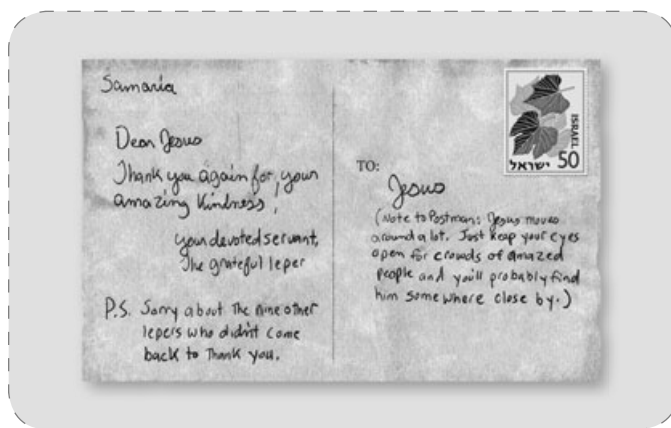 Samaria
Dear Jesus
Thank you again for your
amazing kindness,
your devoted servant,
The grateful leper
P.S. Sorry about the nine other
lepers who didn't come
back to thank you.
ISRAEL
50 ישראל
TO:
Jesus
(Note to Postman: Jesus moves
around a lot. Just keep your eyes
open for crowds of amazed
people and you'll probably find
him somewhere close by.)